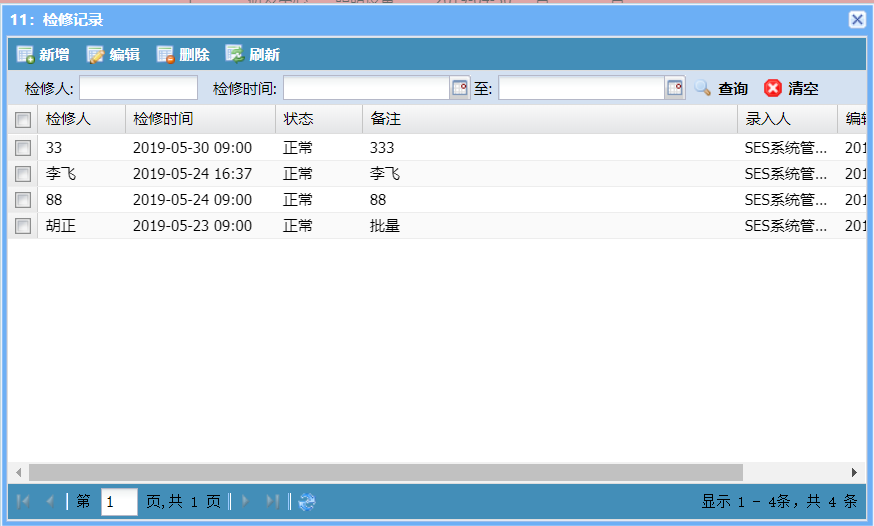 11：检修记录
新增 编辑 删除 刷新
检修人: 检修时间: 至: 查询 清空
检修人 检修时间 状态 备注 录入人
33 2019-05-30 09:00 正常 333 SES系统管... 201
李飞 2019-05-24 16:37 正常 李飞 SES系统管... 201
88 2019-05-24 09:00 正常 88 SES系统管... 201
胡正 2019-05-23 09:00 正常 批量 SES系统管... 201
第 1 页,共 1 页 显示 1 - 4条，共 4 条